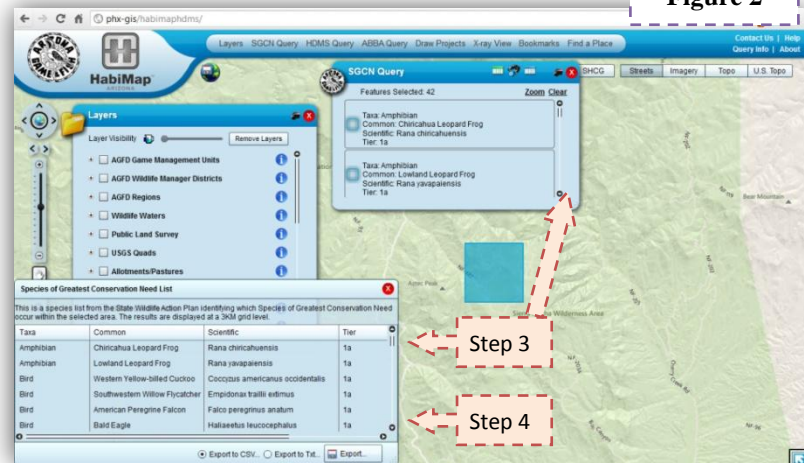 Figure 2
phx-gis/habimaphdms/
Layers SGCN Query HDMS Query ABBA Query Draw Projects X-ray View Bookmarks Find a Place
Contact Us | Help
Query Info | About
HabiMap
ARIZONA
SHCG Streets Imagery Topo U.S. Topo
SGCN Query
Features Selected: 42 Zoom Clear
Taxa: Amphibian
Common: Chiricahua Leopard Frog
Scientific: Rana chiricahuensis
Tier: 1a
Taxa: Amphibian
Common: Lowland Leopard Frog
Scientific: Rana yavapaiensis
Tier: 1a
Layers
Layer Visibility Remove Layers
AGFD Game Management Units
AGFD Wildlife Manager Districts
AGFD Regions
Wildlife Waters
Public Land Survey
USGS Quads
Allotments/Pastures
Bear Mountain
Aztec Peak
Wilderness Area
Step 3
Step 4
Species of Greatest Conservation Need List
This is a species list from the State Wildlife Action Plan identifying which Species of Greatest Conservation Need
occur within the selected area. The results are displayed at a 3KM grid level.
Taxa Common Scientific Tier
Amphibian Chiricahua Leopard Frog Rana chiricahuensis 1a
Amphibian Lowland Leopard Frog Rana yavapaiensis 1a
Bird Western Yellow-billed Cuckoo Coccyzus americanus occidentalis 1a
Bird Southwestern Willow Flycatcher Empidonax traillii extimus 1a
Bird American Peregrine Falcon Falco peregrinus anatum 1a
Bird Bald Eagle Haliaeetus leucocephalus 1a
Export to CSV... Export to Txt... Export...